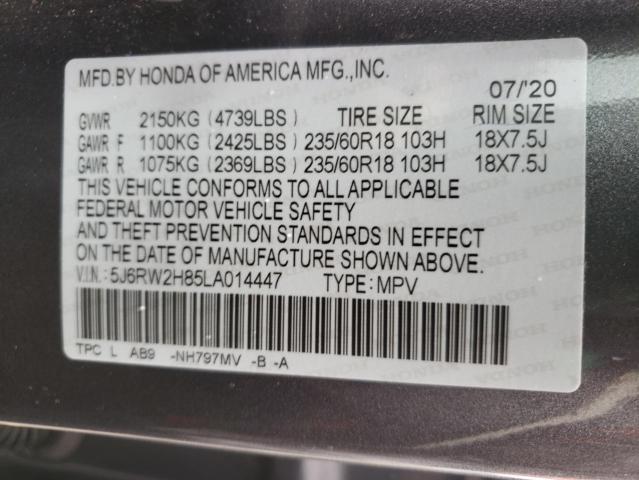 MFD.BY HONDA OF AMERICA MFG.,INC.
07/'20
GVWR 2150KG (4739LBS) TIRE SIZE RIM SIZE
GAWR F 1100KG (2425LBS) 235/60R18 103H 18X7.5J
GAWR R 1075KG (2369LBS) 235/60R18 103H 18X7.5J
THIS VEHICLE CONFORMS TO ALL APPLICABLE
FEDERAL MOTOR VEHICLE SAFETY
AND THEFT PREVENTION STANDARDS IN EFFECT
ON THE DATE OF MANUFACTURE SHOWN ABOVE.
V.I.N.: 5J6RW2H85LA014447 TYPE:MPV
TPC L AB9 -NH797MV -B -A